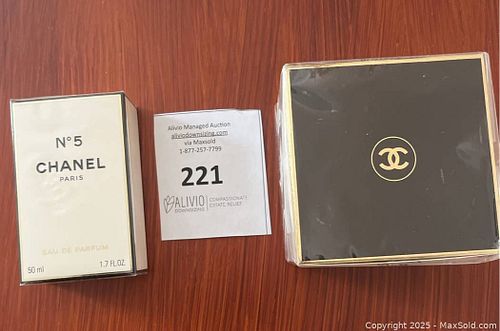 N°5
CHANEL
PARIS
EAU DE PARFUM
50 ml 1.7 FL.OZ.
Alivio Managed Auction
aliviodownsizing.com
via Maxsold
1-877-257-7799
221
ALIVIO
DOWNSIZING
COMPASSIONATE
ESTATE RELIEF
Copyright 2025 - MaxSold.com